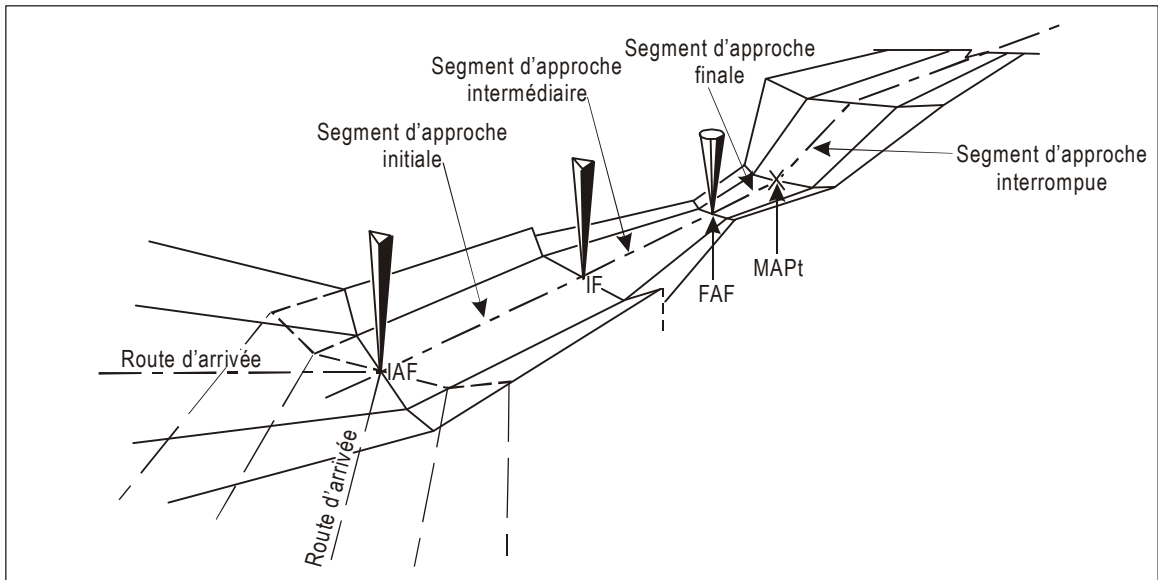 Segment d'approche
finale
Segment d'approche
intermédiaire
Segment d'approche
initiale
Segment d'approche
interrompue
MAPt
IF
FAF
Route d'arrivée
IAF
Route d'arrivée